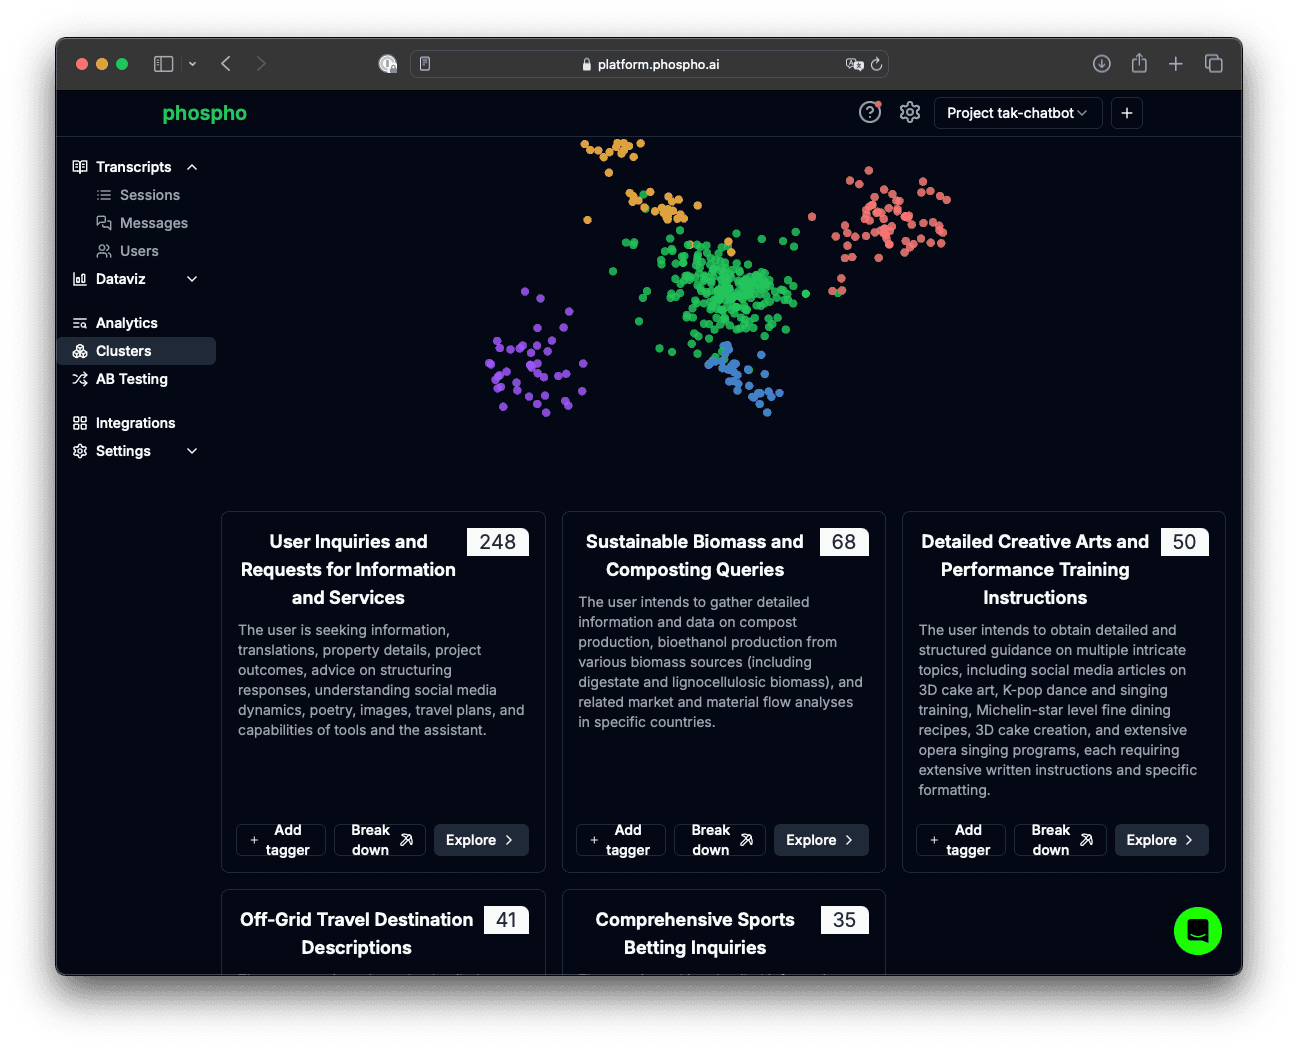 platform.phospho.ai
phospho
Project tak-chatbot
Transcripts
Sessions
Messages
Users
Dataviz
Analytics
Clusters
AB Testing
Integrations
Settings
User Inquiries and
Requests for Information
and Services
248
The user is seeking information,
translations, property details, project
outcomes, advice on structuring
responses, understanding social media
dynamics, poetry, images, travel plans, and
capabilities of tools and the assistant.
+ Add
tagger
Break
down
Explore
Sustainable Biomass and
Composting Queries
68
The user intends to gather detailed
information and data on compost
production, bioethanol production from
various biomass sources (including
digestate and lignocellulosic biomass), and
related market and material flow analyses
in specific countries.
+ Add
tagger
Break
down
Explore
Detailed Creative Arts and
Performance Training
Instructions
50
The user intends to obtain detailed and
structured guidance on multiple intricate
topics, including social media articles on
3D cake art, K-pop dance and singing
training, Michelin-star level fine dining
recipes, 3D cake creation, and extensive
opera singing programs, each requiring
extensive written instructions and specific
formatting.
+ Add
tagger
Break
down
Explore
Off-Grid Travel Destination
Descriptions
41
Comprehensive Sports
Betting Inquiries
35